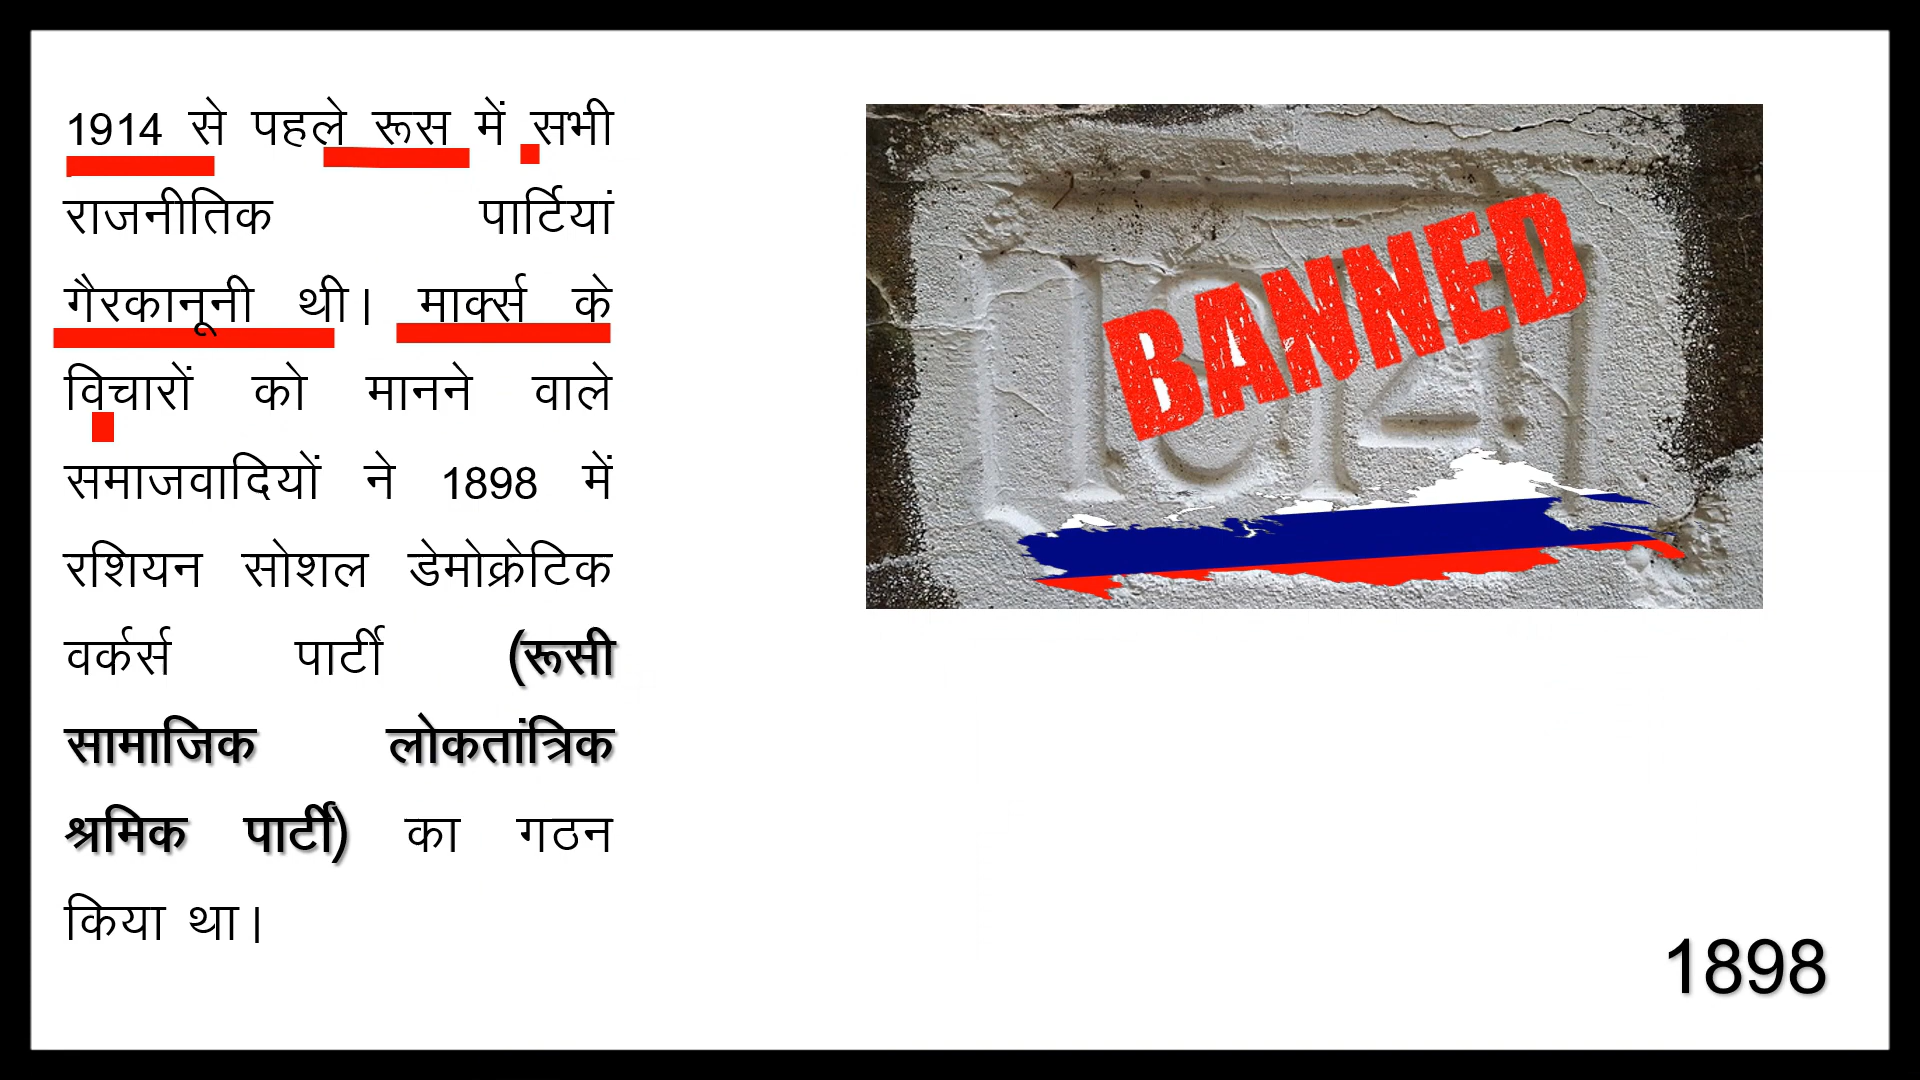 1914 से पहले रूस में सभी
राजनीतिक पार्टियां
गैरकानूनी थी। मार्क्स के
विचारों को मानने वाले
समाजवादियों ने 1898 में
रशियन सोशल डेमोक्रेटिक
वर्कर्स पार्टी (रूसी
सामाजिक लोकतांत्रिक
श्रमिक पार्टी) का गठन
किया था।
1914
BANNED
1898